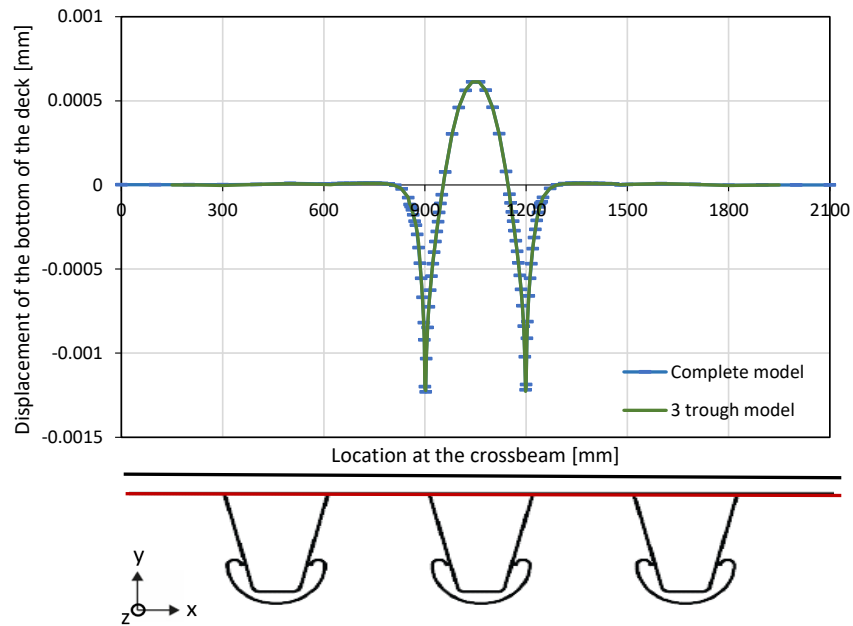 Displacement of the bottom of the deck [mm]
0.001
0.0005
0
-0.0005
-0.001
-0.0015
0 300 600 900 1200 1500 1800 2100
Complete model
3 trough model
Location at the crossbeam [mm]
y
z x